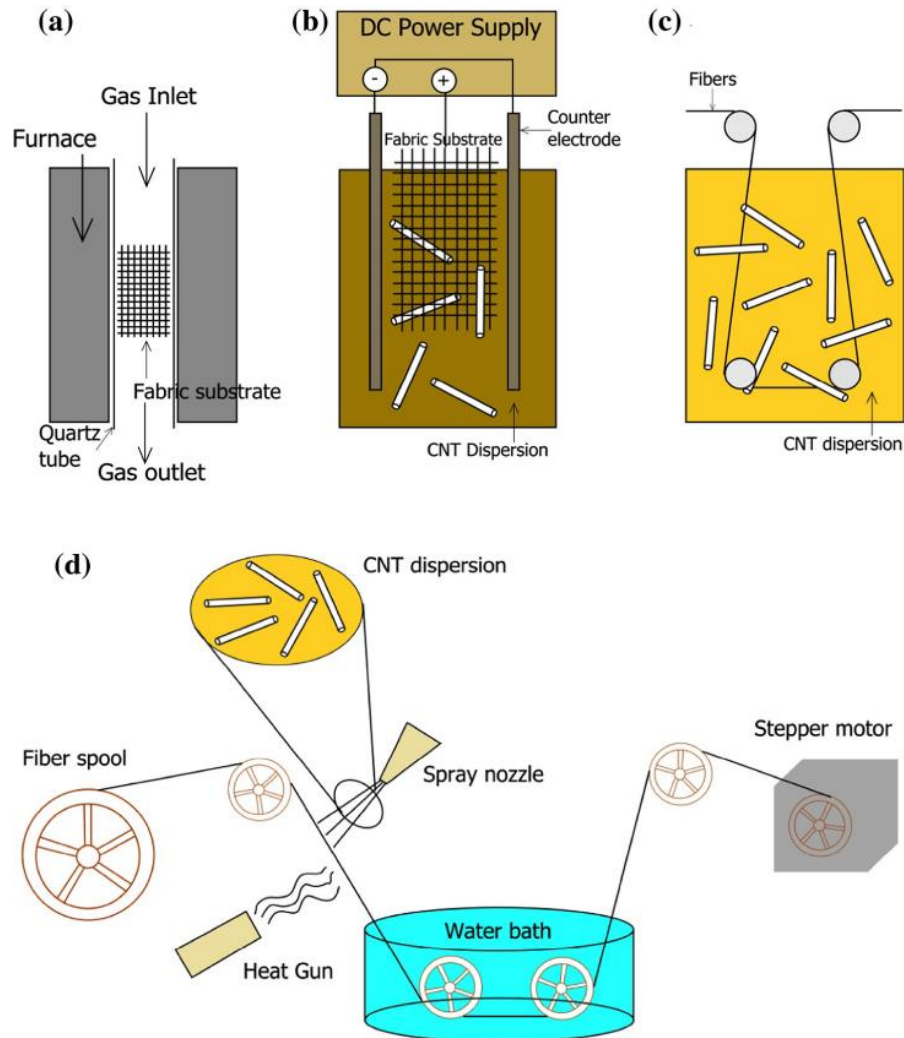 (a)
Gas Inlet
Furnace
Fabric substrate
Quartz
tube
Gas outlet
(b)
DC Power Supply
-
+
Counter
electrode
Fabric Substrate
CNT Dispersion
(c)
Fibers
CNT dispersion
(d)
CNT dispersion
Fiber spool
Spray nozzle
Stepper motor
Heat Gun
Water bath